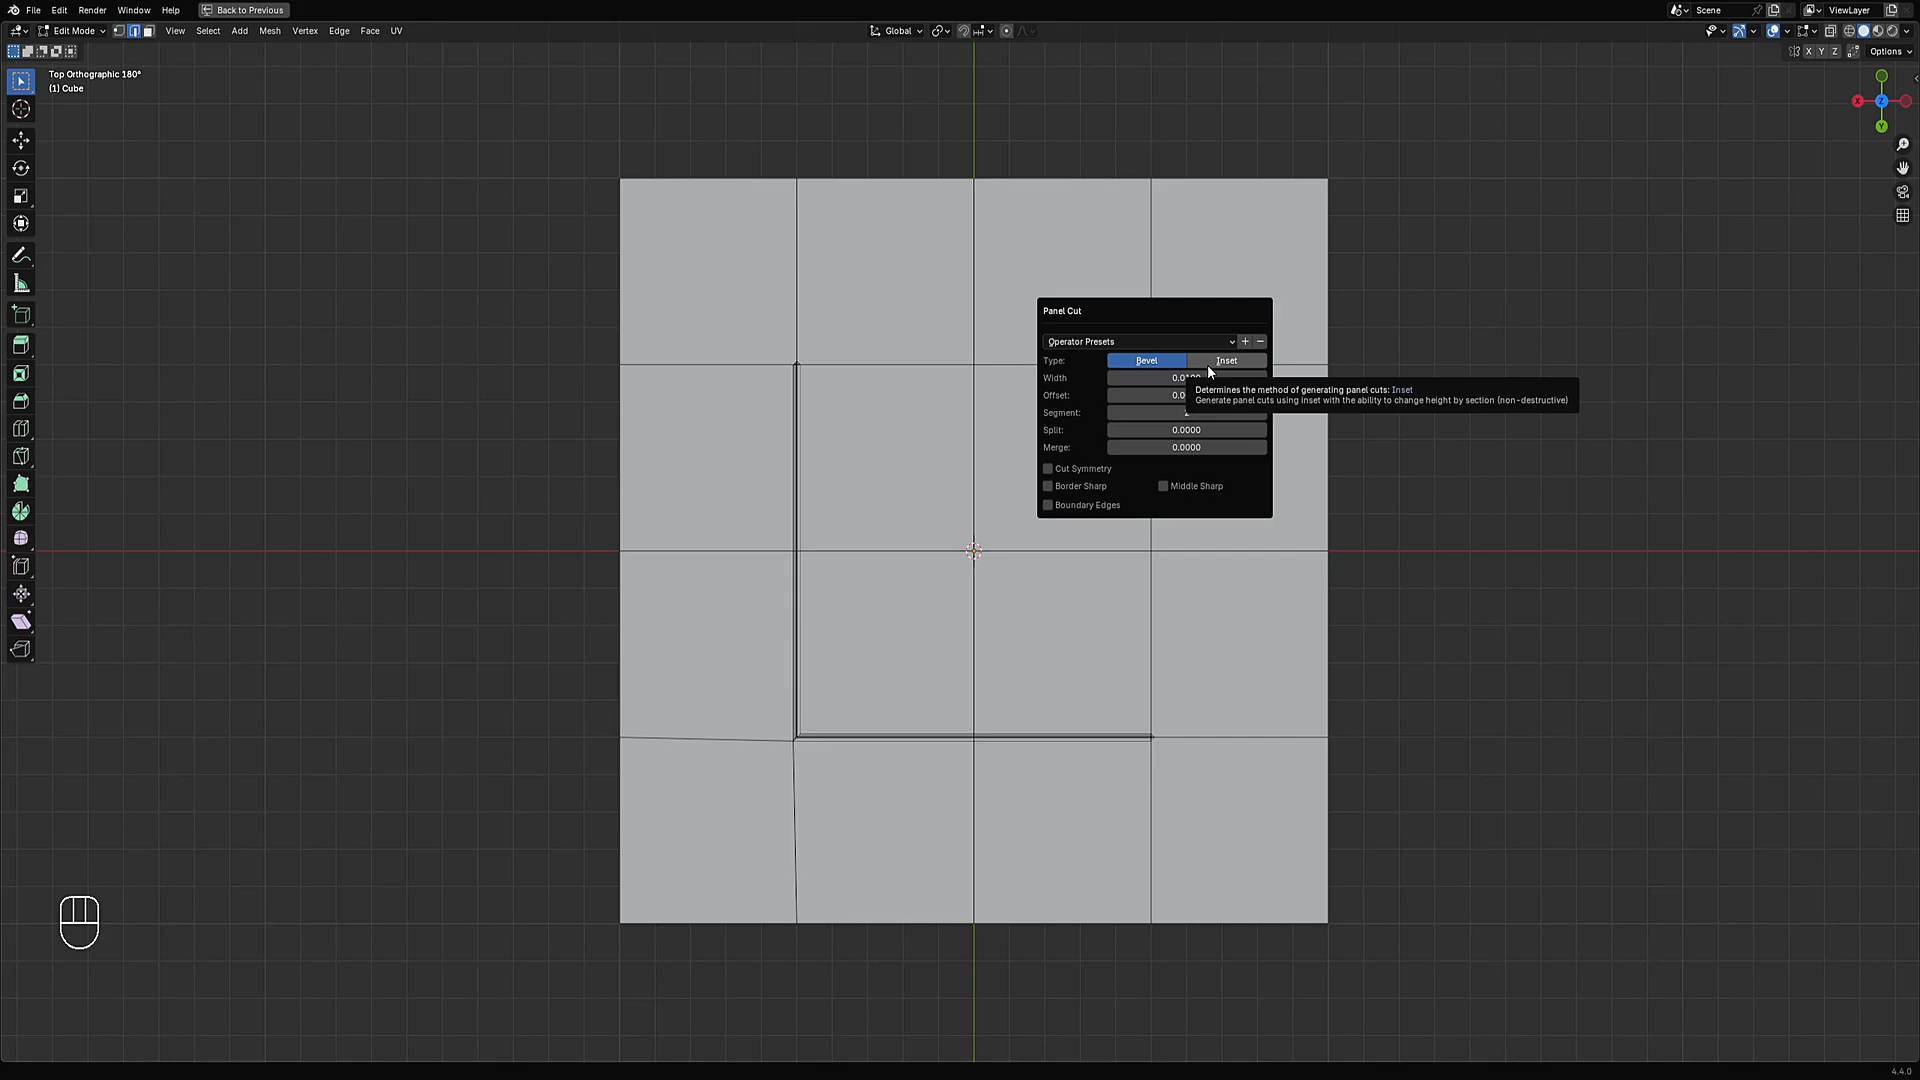 File Edit Render Window Help Back to Previous Scene ViewLayer
Edit Mode View Select Add Mesh Vertex Edge Face UV Global
X Y Z Options
Top Orthographic 180°
(1) Cube
X Z
Y
Panel Cut
Operator Presets
Type: Bevel Inset
Width
Determines the method of generating panel cuts: Inset
Offset: 0.0
Generate panel cuts using inset with the ability to change height by section (non-destructive)
Segment:
Split: 0.0000
Merge: 0.0000
Cut Symmetry
Border Sharp Middle Sharp
Boundary Edges
4.4.0